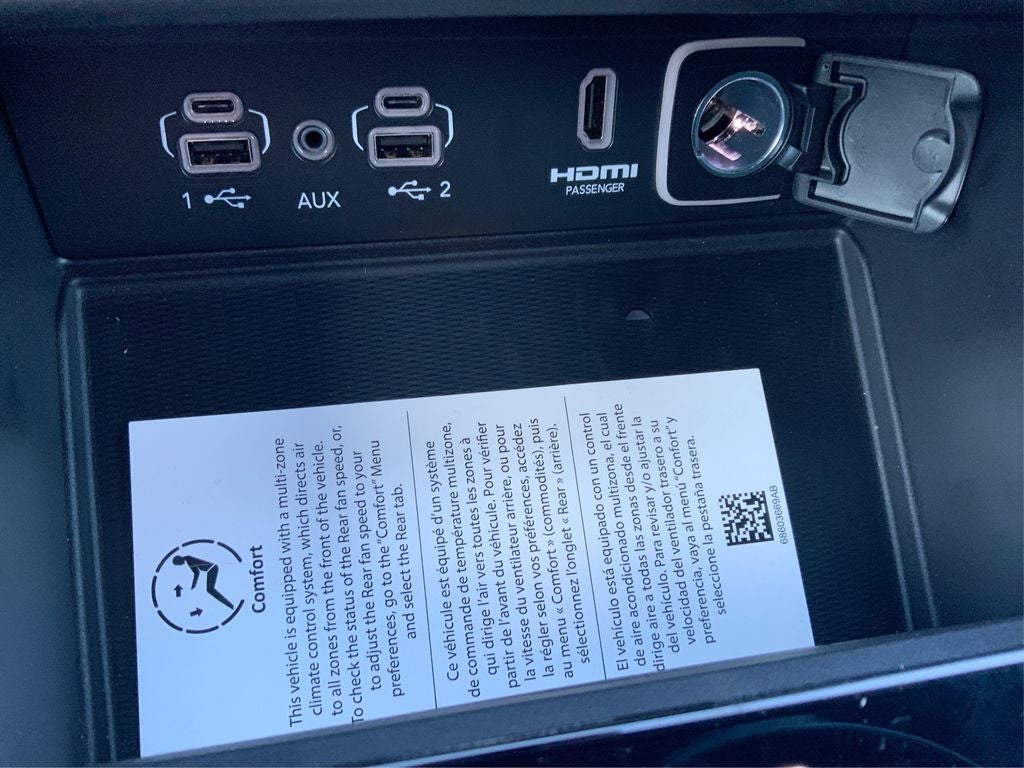 1
AUX
2
HDMI
PASSENGER
Comfort
This vehicle is equipped with a multi-zone
climate control system, which directs air
to all zones from the front of the vehicle.
To check the status of the Rear fan speed, or,
to adjust the Rear fan speed to your
preferences, go to the "Comfort" Menu
and select the Rear tab.
Ce véhicule est équipé d'un système
de commande de température multizone,
qui dirige l'air vers toutes les zones à
partir de l'avant du véhicule. Pour vérifier
la vitesse du ventilateur arrière, ou pour
la régler selon vos préférences, accédez
au menu « Comfort » (commodités), puis
sélectionnez l'onglet « Rear » (arrière).
El vehículo está equipado con un control
de aire acondicionado multizona, el cual
dirige aire a todas las zonas desde el frente
del vehículo. Para revisar y/o ajustar la
velocidad del ventilador trasero a su
preferencia, vaya al menú "Comfort" y
seleccione la pestaña trasera.
68603669AB